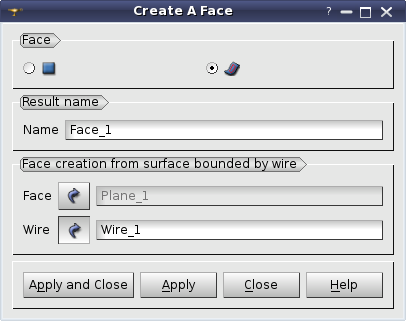 Create A Face
?
Face
Result name
Name Face_1
Face creation from surface bounded by wire
Face Plane_1
Wire Wire_1
Apply and Close Apply Close Help